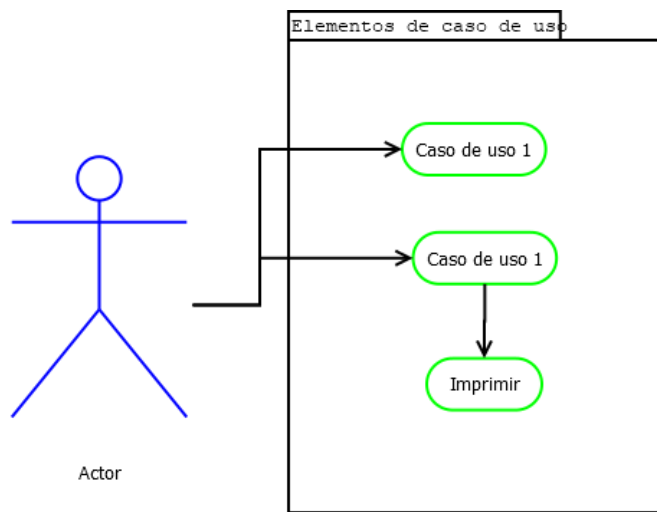 Elementos de caso de uso
Caso de uso 1
Caso de uso 1
Imprimir
Actor